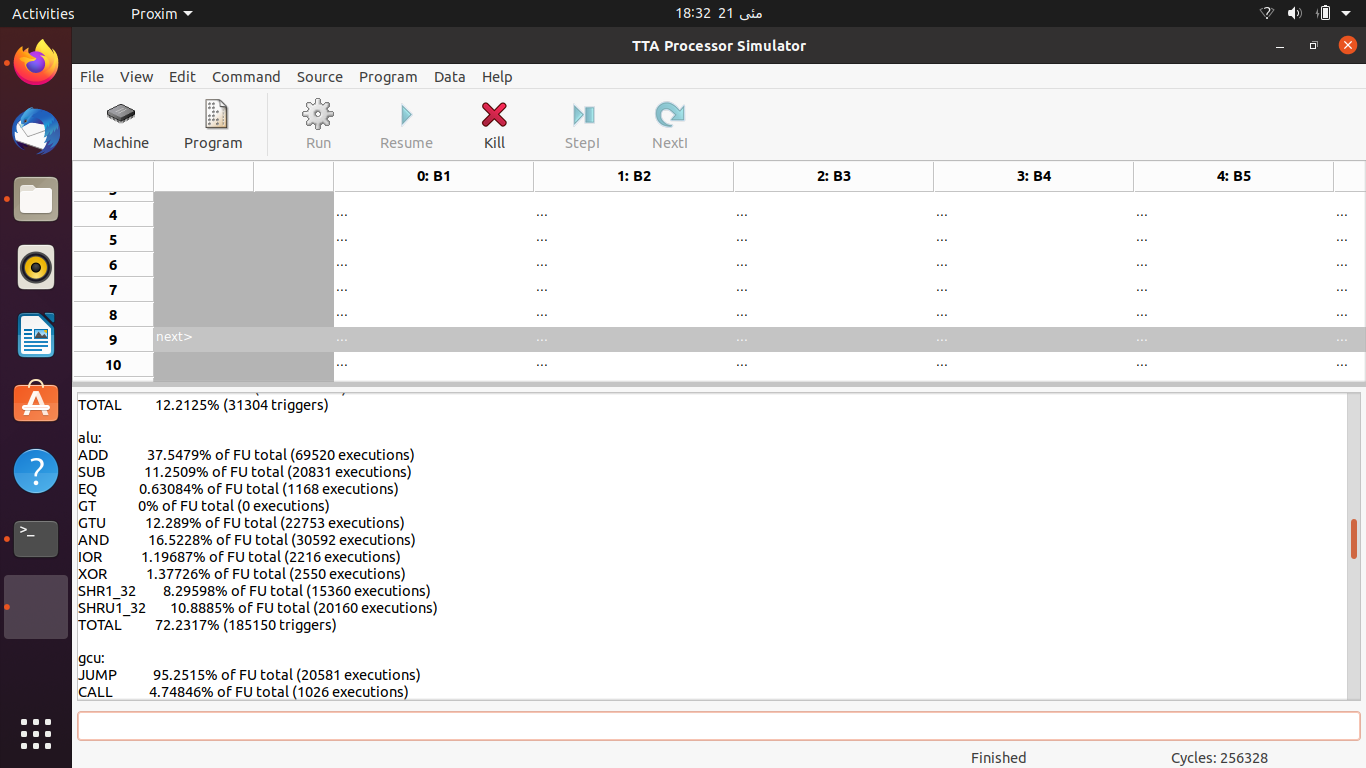 Activities
Proxim
18:32 21 مئی
TTA Processor Simulator
File View Edit Command Source Program Data Help
Machine Program Run Resume Kill StepI NextI
0: B1 1: B2 2: B3 3: B4 4: B5
4 ... ... ... ... ... ...
5 ... ... ... ... ... ...
6 ... ... ... ... ... ...
7 ... ... ... ... ... ...
8 ... ... ... ... ... ...
9 next> ... ... ... ... ... ...
10 ... ... ... ... ... ...
TOTAL 12.2125% (31304 triggers)
alu:
ADD 37.5479% of FU total (69520 executions)
SUB 11.2509% of FU total (20831 executions)
EQ 0.63084% of FU total (1168 executions)
GT 0% of FU total (0 executions)
GTU 12.289% of FU total (22753 executions)
AND 16.5228% of FU total (30592 executions)
IOR 1.19687% of FU total (2216 executions)
XOR 1.37726% of FU total (2550 executions)
SHR1_32 8.29598% of FU total (15360 executions)
SHRU1_32 10.8885% of FU total (20160 executions)
TOTAL 72.2317% (185150 triggers)
gcu:
JUMP 95.2515% of FU total (20581 executions)
CALL 4.74846% of FU total (1026 executions)
Finished Cycles: 256328